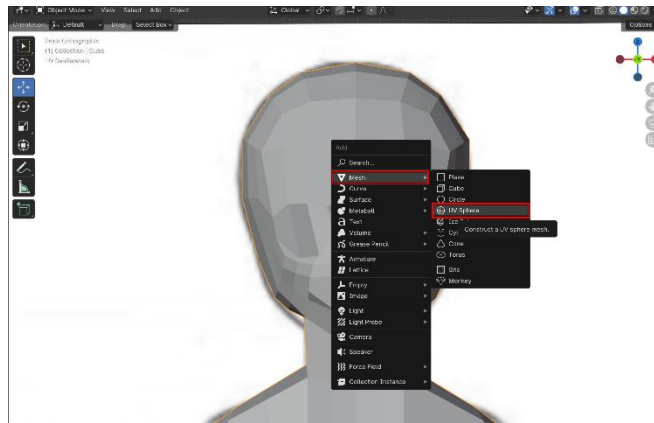 Object Mode View Select Add Object Global
Orientation: Default Drag: Select Box Options
Front Orthographic
(1) Collection | Cube
10 Centimeters
Add
Search...
Mesh
Curve
Surface
Metaball
Text
Volume
Grease Pencil
Armature
Lattice
Empty
Image
Light
Light Probe
Camera
Speaker
Force Field
Collection Instance
Plane
Cube
Circle
UV Sphere
Construct a UV sphere mesh.
Cone
Torus
Grid
Monkey